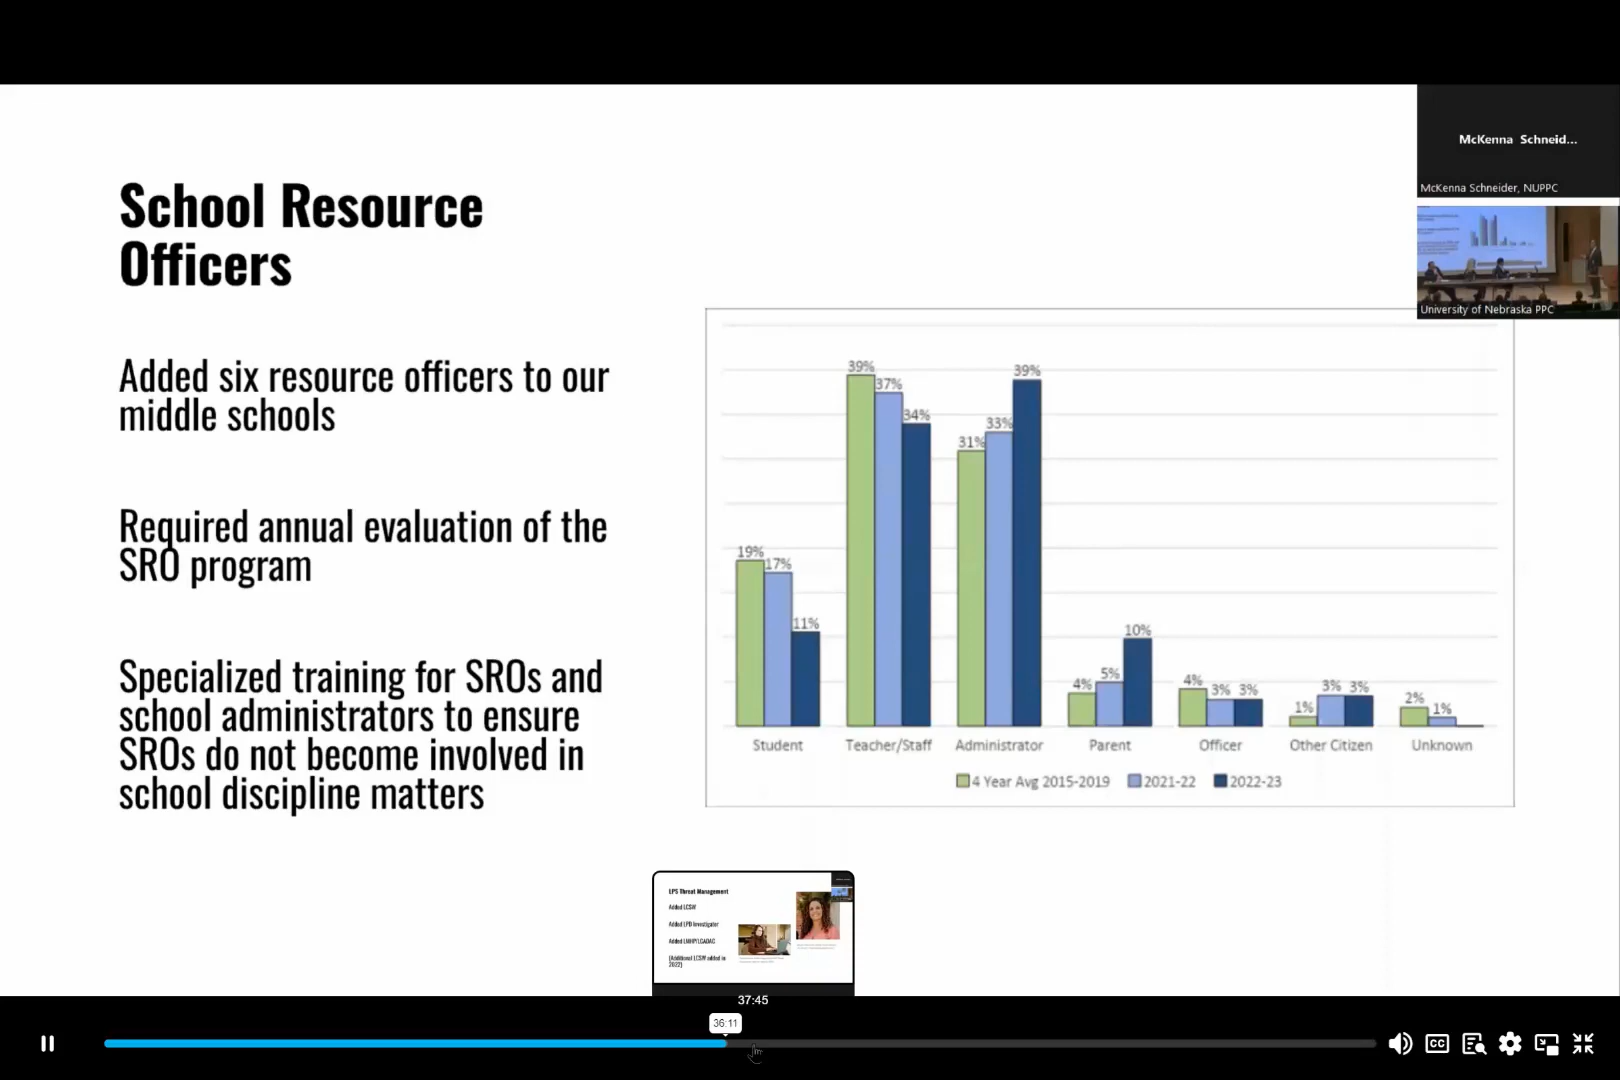 McKenna Schneid...
McKenna Schneider, NUPPC
University of Nebraska PPC
School Resource
Officers
Added six resource officers to our
middle schools
Required annual evaluation of the
SRO program
Specialized training for SROs and
school administrators to ensure
SROs do not become involved in
school discipline matters
19%
17%
11%
39%
37%
34%
31%
33%
39%
4%
5%
10%
4%
3%
3%
1%
3%
3%
2%
1%
Student Teacher/Staff Administrator Parent Officer Other Citizen Unknown
4 Year Avg 2015-2019 2021-22 2022-23
LPS Threat Management
Added LCSW
Added LPD Investigator
Added LMHP/LCADAC
(Additional LCSW added in
2022)
37:45
36:11
CC